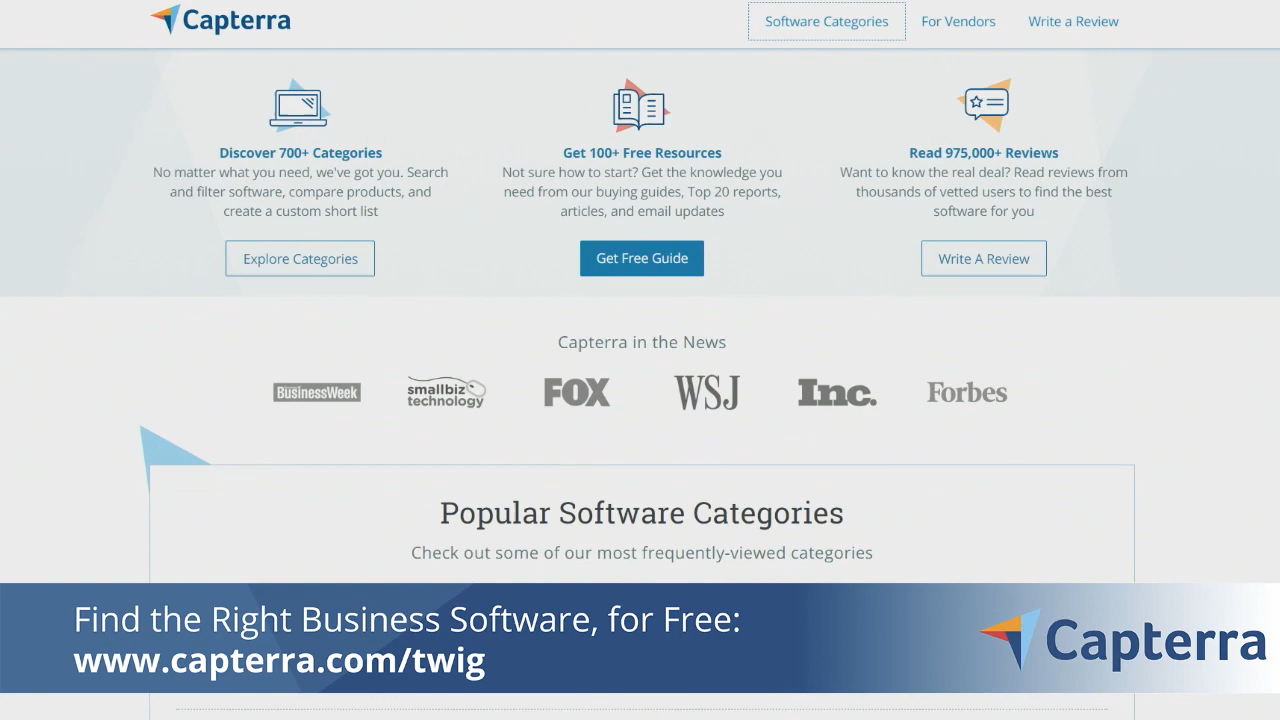 Capterra
Software Categories
For Vendors
Write a Review
Discover 700+ Categories
No matter what you need, we've got you. Search
and filter software, compare products, and
create a custom short list
Explore Categories
Get 100+ Free Resources
Not sure how to start? Get the knowledge you
need from our buying guides, Top 20 reports,
articles, and email updates
Get Free Guide
Read 975,000+ Reviews
Want to know the real deal? Read reviews from
thousands of vetted users to find the best
software for you
Write A Review
Capterra in the News
BusinessWeek
smallbiz
technology
FOX
WSJ
Inc.
Forbes
Popular Software Categories
Check out some of our most frequently-viewed categories
Find the Right Business Software, for Free:
www.capterra.com/twig
Capterra